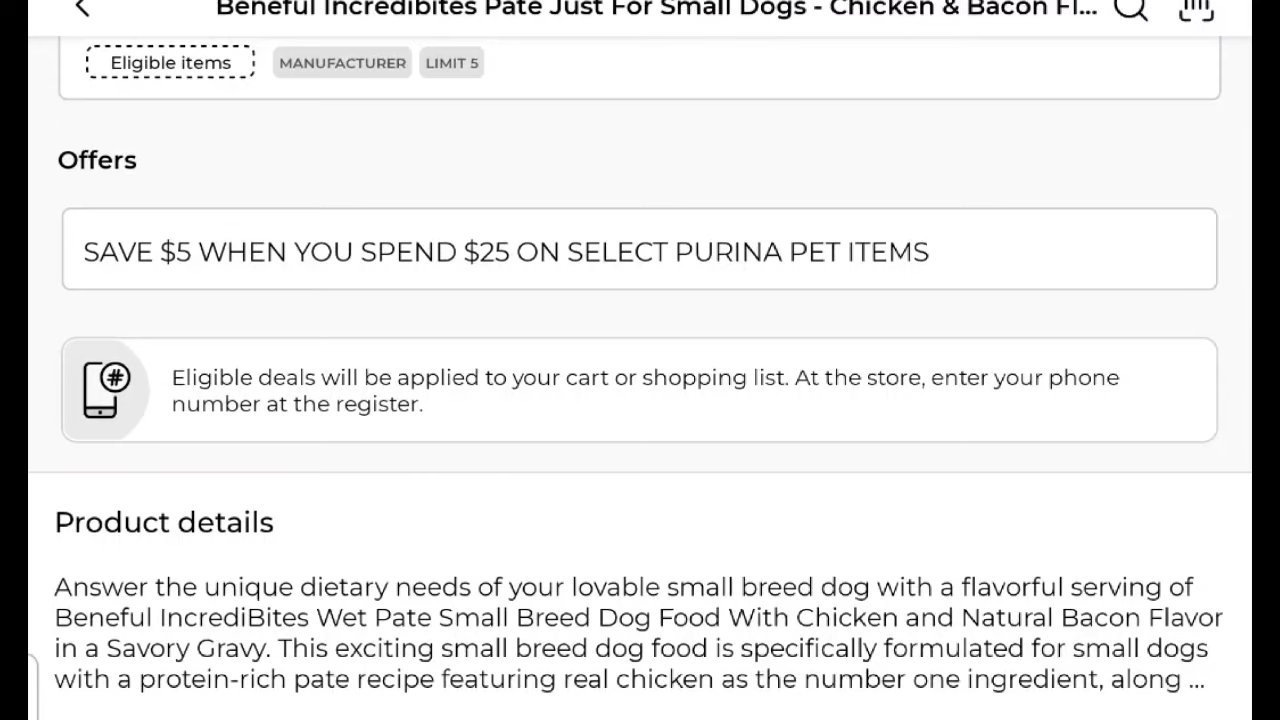 Beneful Incredibites Pate Just For Small Dogs - Chicken & Bacon Fl...
Eligible items MANUFACTURER LIMIT 5
Offers
SAVE $5 WHEN YOU SPEND $25 ON SELECT PURINA PET ITEMS
Eligible deals will be applied to your cart or shopping list. At the store, enter your phone
number at the register.
Product details
Answer the unique dietary needs of your lovable small breed dog with a flavorful serving of
Beneful IncrediBites Wet Pate Small Breed Dog Food With Chicken and Natural Bacon Flavor
in a Savory Gravy. This exciting small breed dog food is specifically formulated for small dogs
with a protein-rich pate recipe featuring real chicken as the number one ingredient, along ...